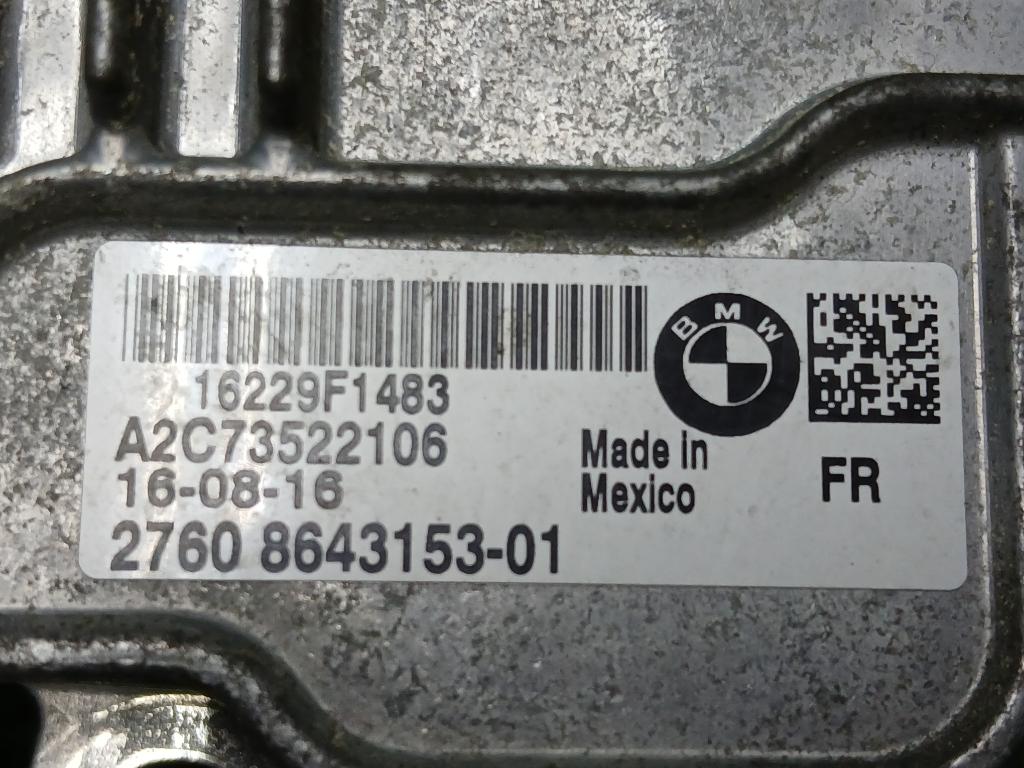 BMW
16229F1483
A2C73522106
16-08-16
Made in
Mexico
FR
2760 8643153-01